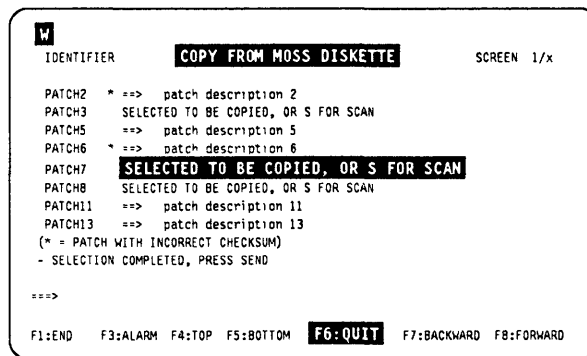 W
IDENTIFIER COPY FROM MOSS DISKETTE SCREEN 1/x
PATCH2 * ==> patch description 2
PATCH3 SELECTED TO BE COPIED, OR S FOR SCAN
PATCH5 ==> patch description 5
PATCH6 * ==> patch description 6
PATCH7 SELECTED TO BE COPIED, OR S FOR SCAN
PATCH8 SELECTED TO BE COPIED, OR S FOR SCAN
PATCH11 ==> patch description 11
PATCH13 ==> patch description 13
(* = PATCH WITH INCORRECT CHECKSUM)
- SELECTION COMPLETED, PRESS SEND
===>
F1:END F3:ALARM F4:TOP F5:BOTTOM F6:QUIT F7:BACKWARD F8:FORWARD